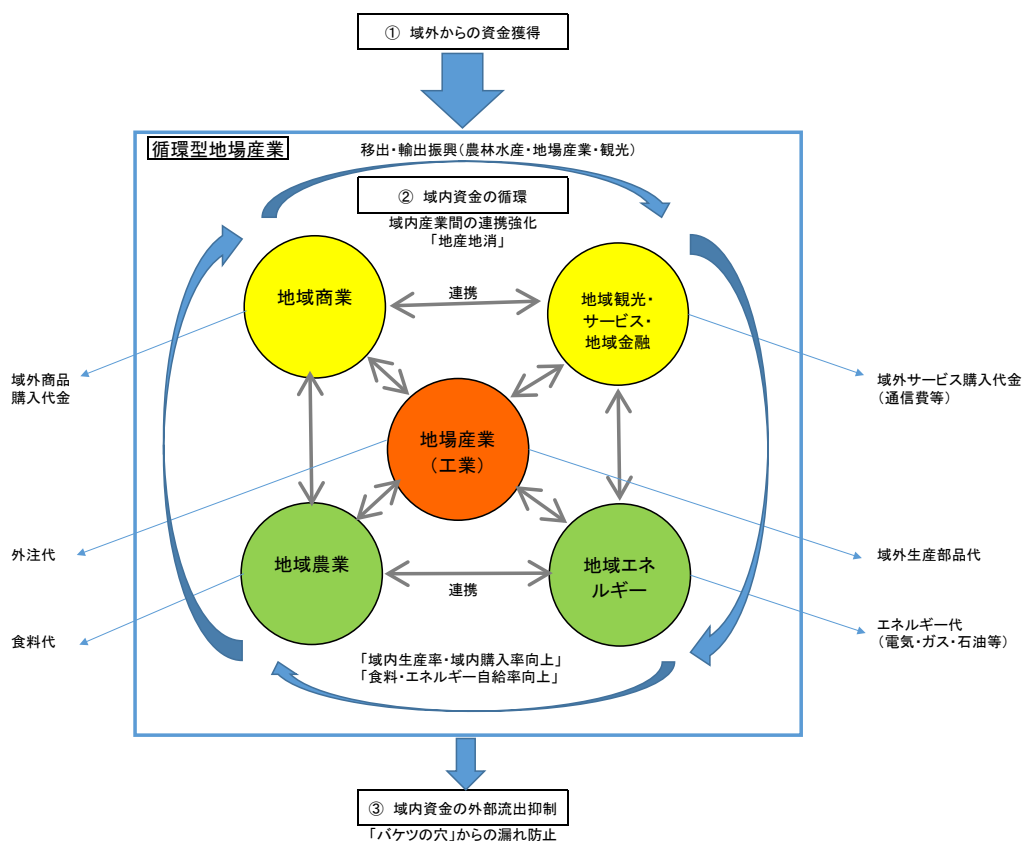 ① 域外からの資金獲得
循環型地場産業
移出・輸出振興(農林水産・地場産業・観光)
② 域内資金の循環
域内産業間の連携強化
「地産地消」
地域商業
連携
地域観光・
サービス・
地域金融
域外商品
購入代金
域外サービス購入代金
(通信費等)
地場産業
(工業)
外注代
域外生産部品代
地域農業
連携
地域エネ
ルギー
食料代
エネルギー代
(電気・ガス・石油等)
「域内生産率・域内購入率向上」
「食料・エネルギー自給率向上」
③ 域内資金の外部流出抑制
「バケツの穴」からの漏れ防止